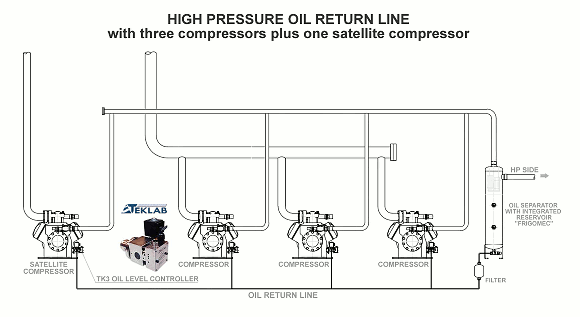 HIGH PRESSURE OIL RETURN LINE
with three compressors plus one satellite compressor
HP SIDE
TEKLAB
OIL SEPARATOR
WITH INTEGRATED
RESERVOIR
"FRIGOMEC"
SATELLITE
COMPRESSOR
COMPRESSOR
COMPRESSOR
COMPRESSOR
TK3 OIL LEVEL CONTROLLER
FILTER
OIL RETURN LINE